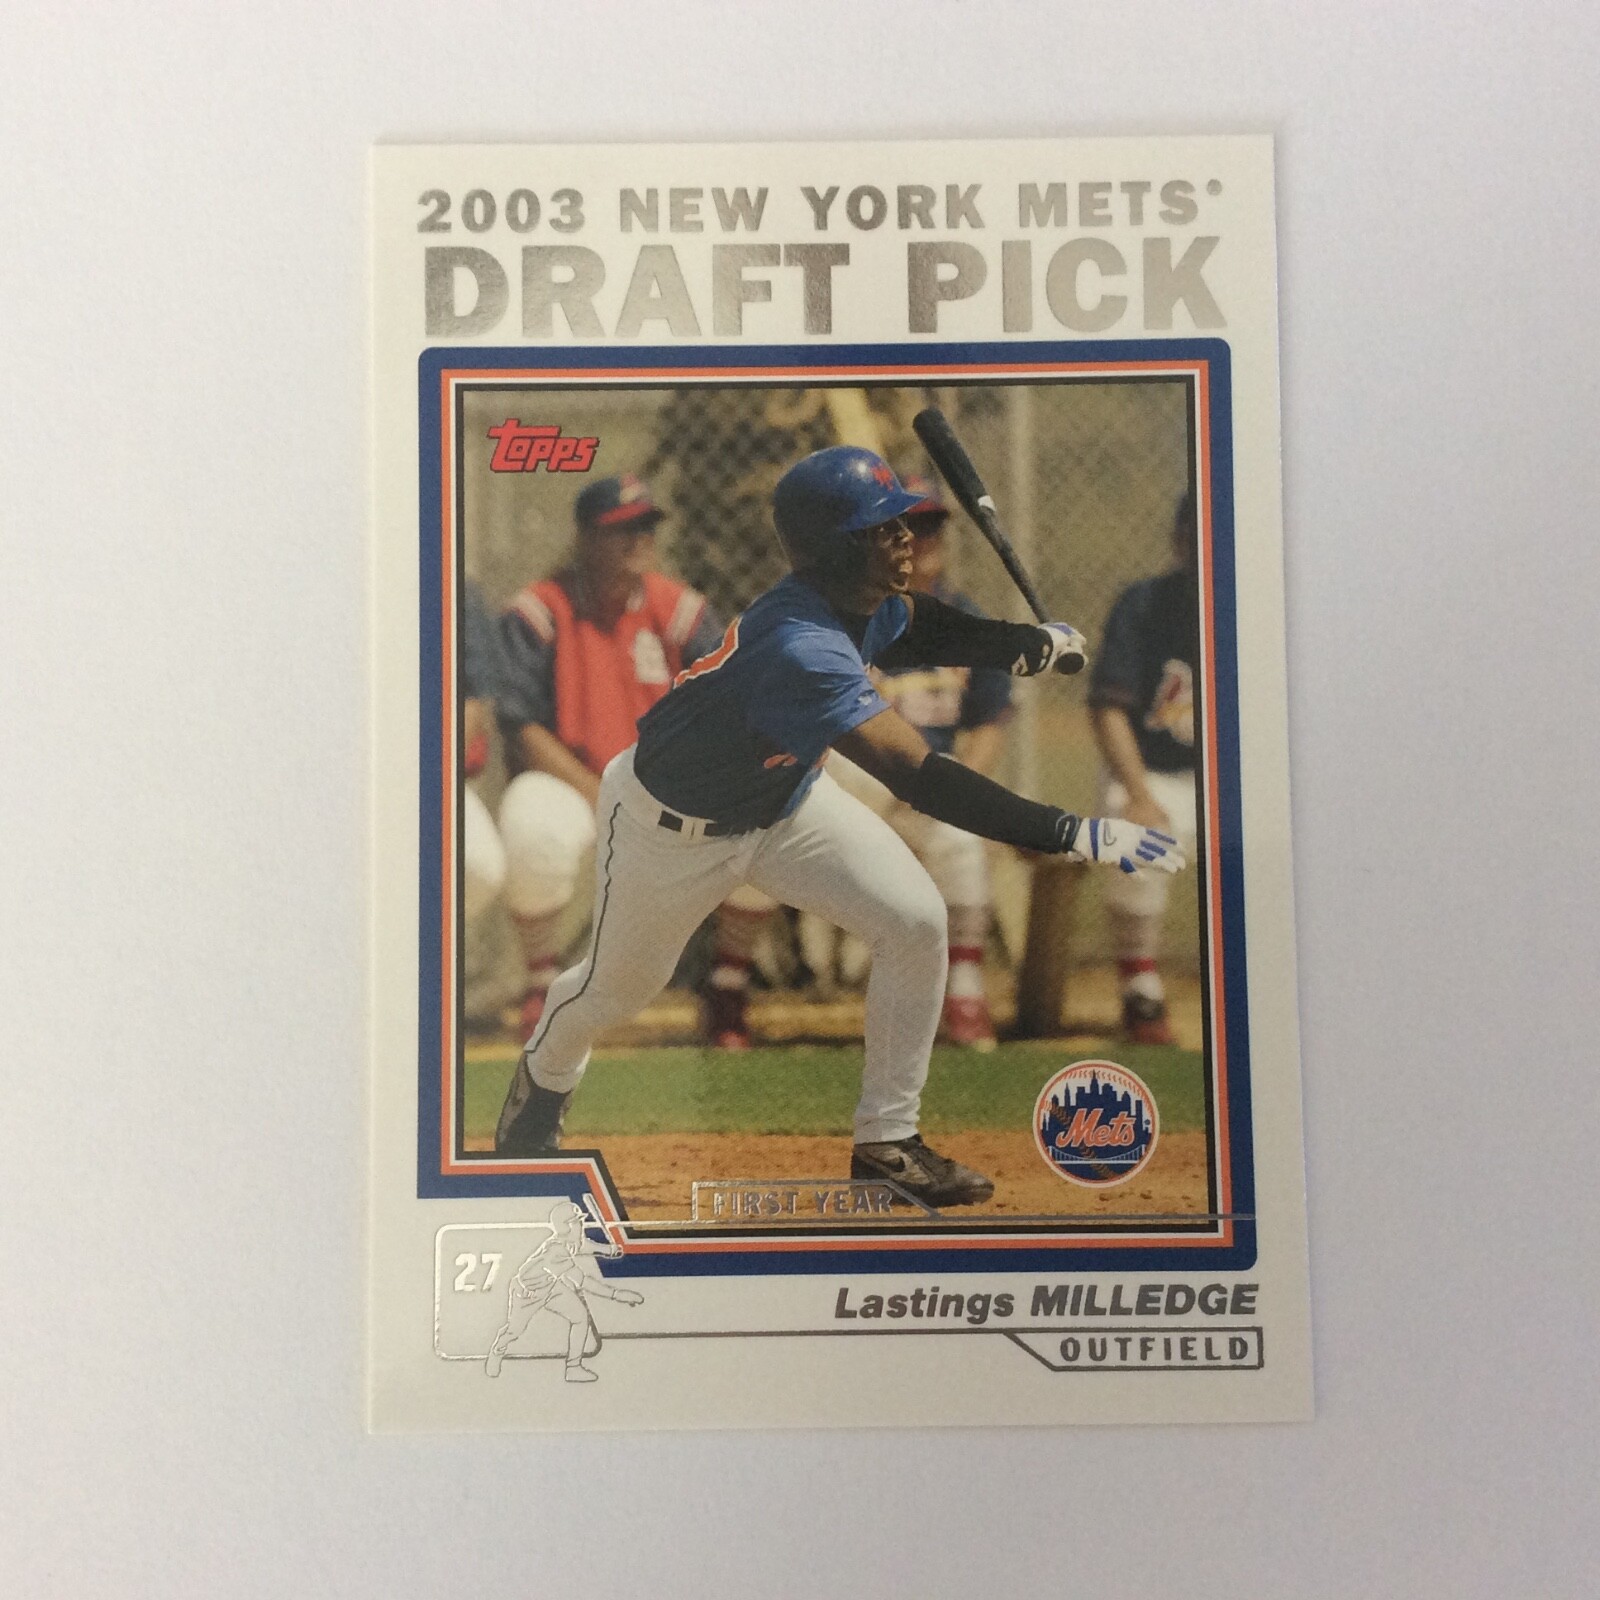 2003 NEW YORK METS
DRAFT PICK
topps
Mets
FIRST YEAR
27
Lastings MILLEDGE
OUTFIELD